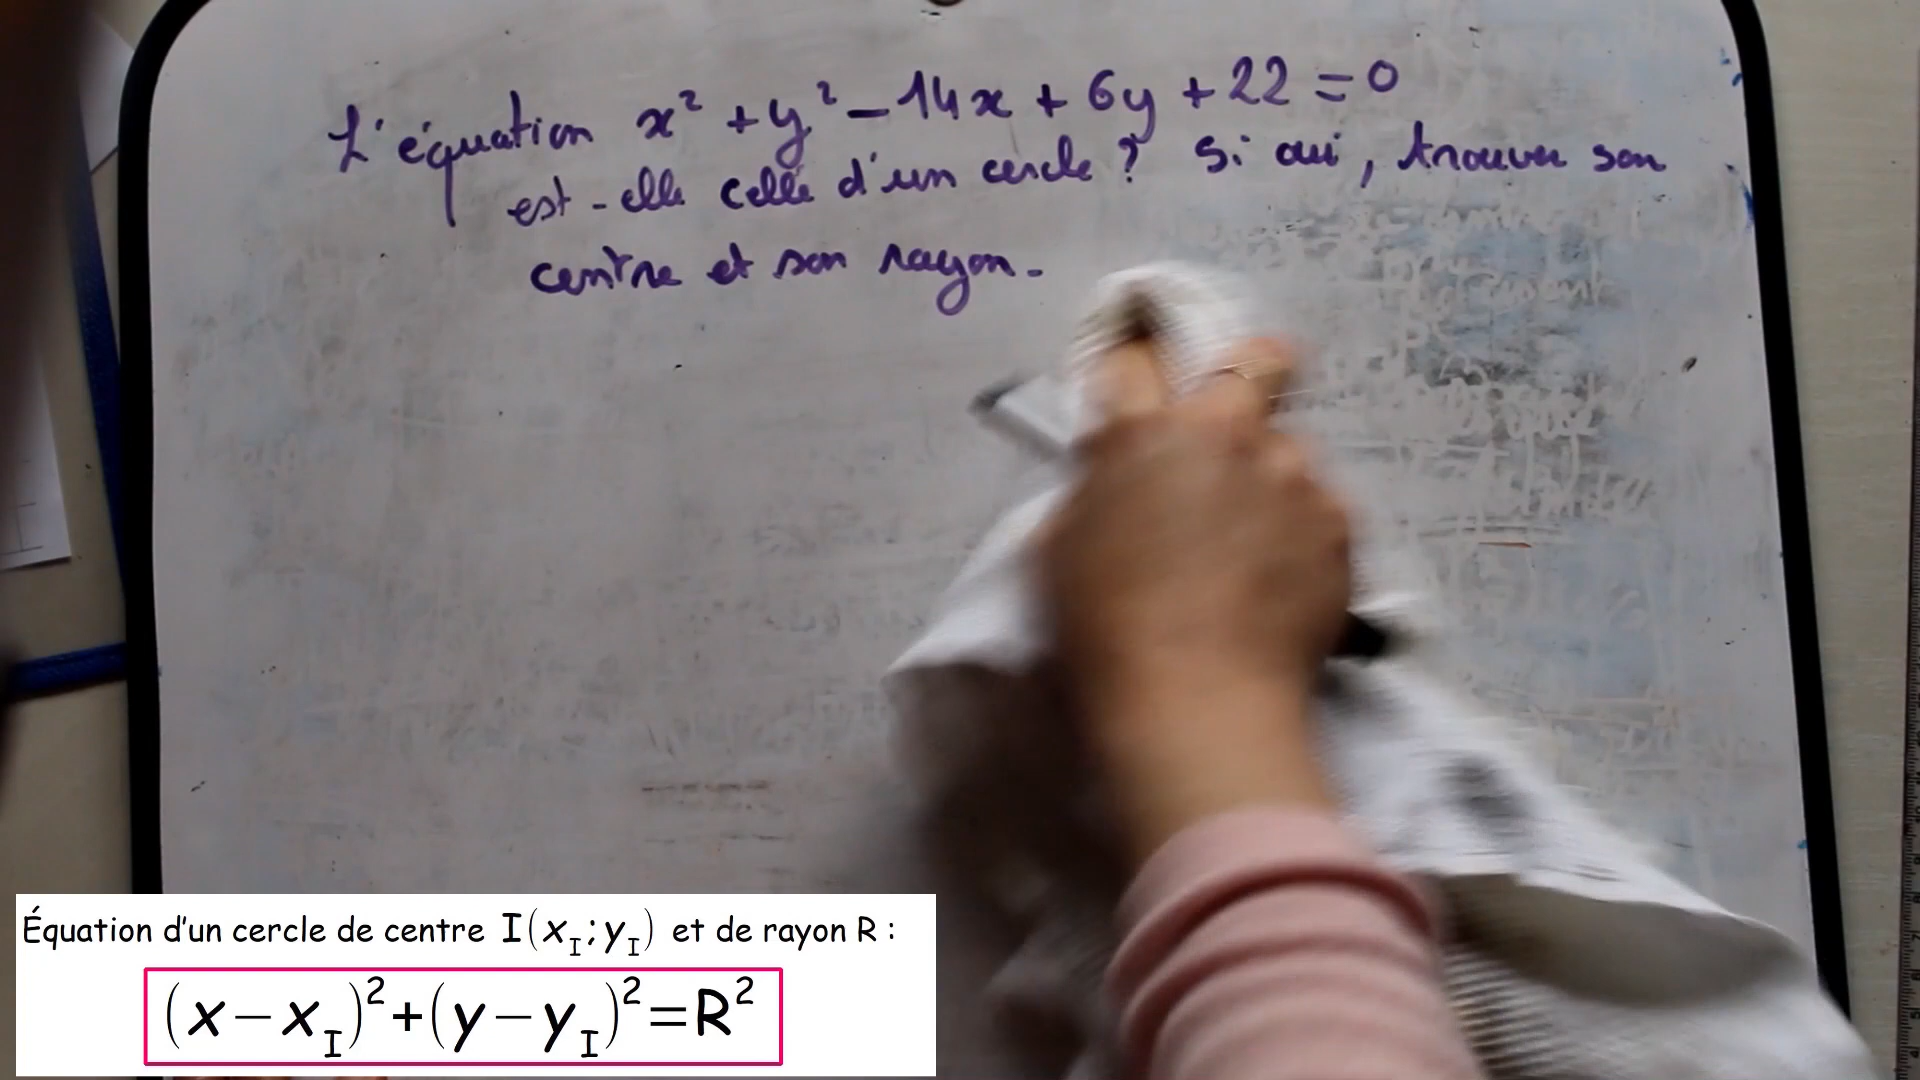 L'équation x² + y² - 14x + 6y + 22 = 0
est-elle celle d'un cercle ? Si oui, trouver son
centre et son rayon.
Équation d'un cercle de centre I(x_I ; y_I) et de rayon R :
(x - x_I)² + (y - y_I)² = R²